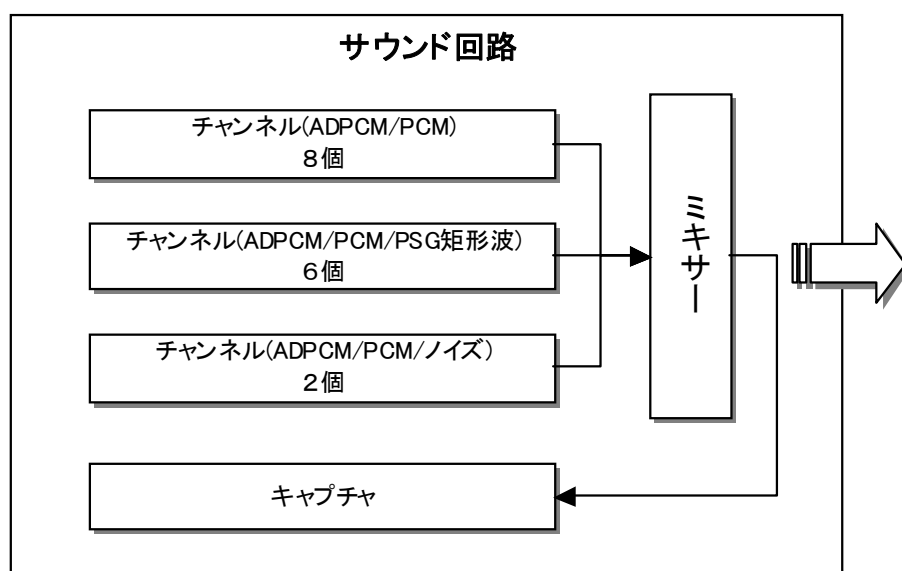 サウンド回路
チャンネル(ADPCM/PCM)
８個
チャンネル(ADPCM/PCM/PSG矩形波)
６個
チャンネル(ADPCM/PCM/ノイズ)
２個
ミキサー
キャプチャ